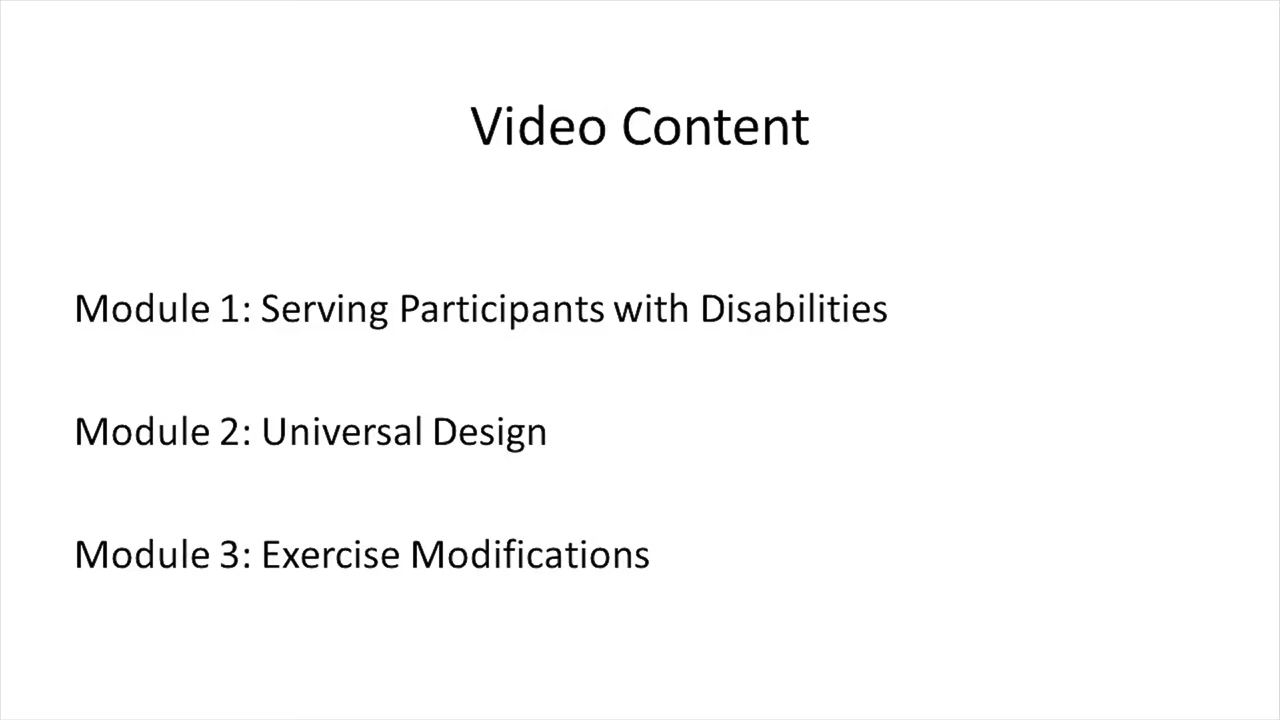 Video Content
Module 1: Serving Participants with Disabilities
Module 2: Universal Design
Module 3: Exercise Modifications